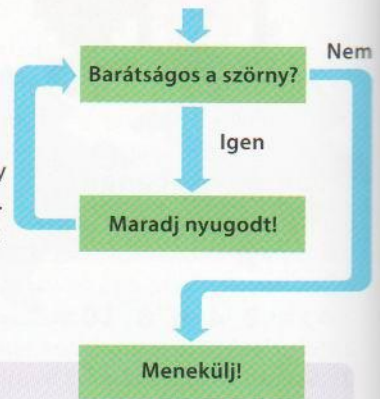 Nem
Barátságos a szörny?
Igen
y
.
Maradj nyugodt!
Menekülj!